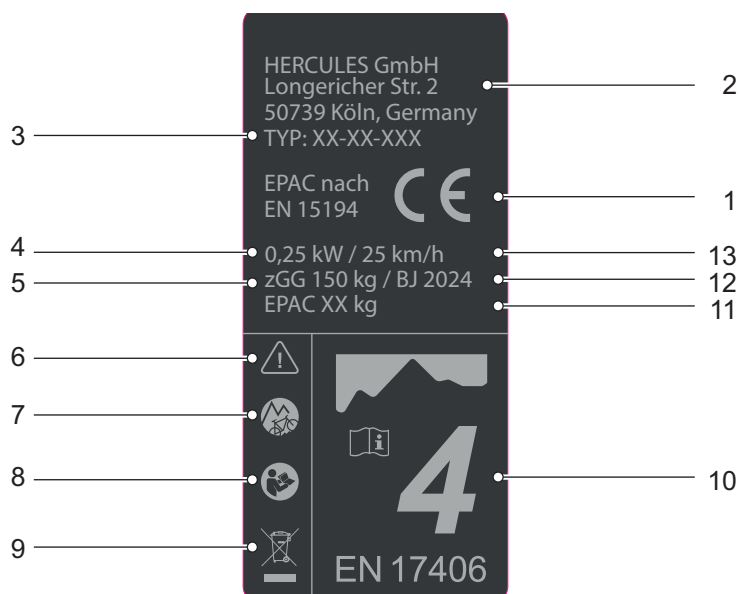 HERCULES GmbH
Longericher Str. 2
50739 Köln, Germany
TYP: XX-XX-XXX
EPAC nach
EN 15194
CE
0,25 kW / 25 km/h
zGG 150 kg / BJ 2024
EPAC XX kg
!
i
4
EN 17406
3
4
5
6
7
8
9
2
1
13
12
11
10